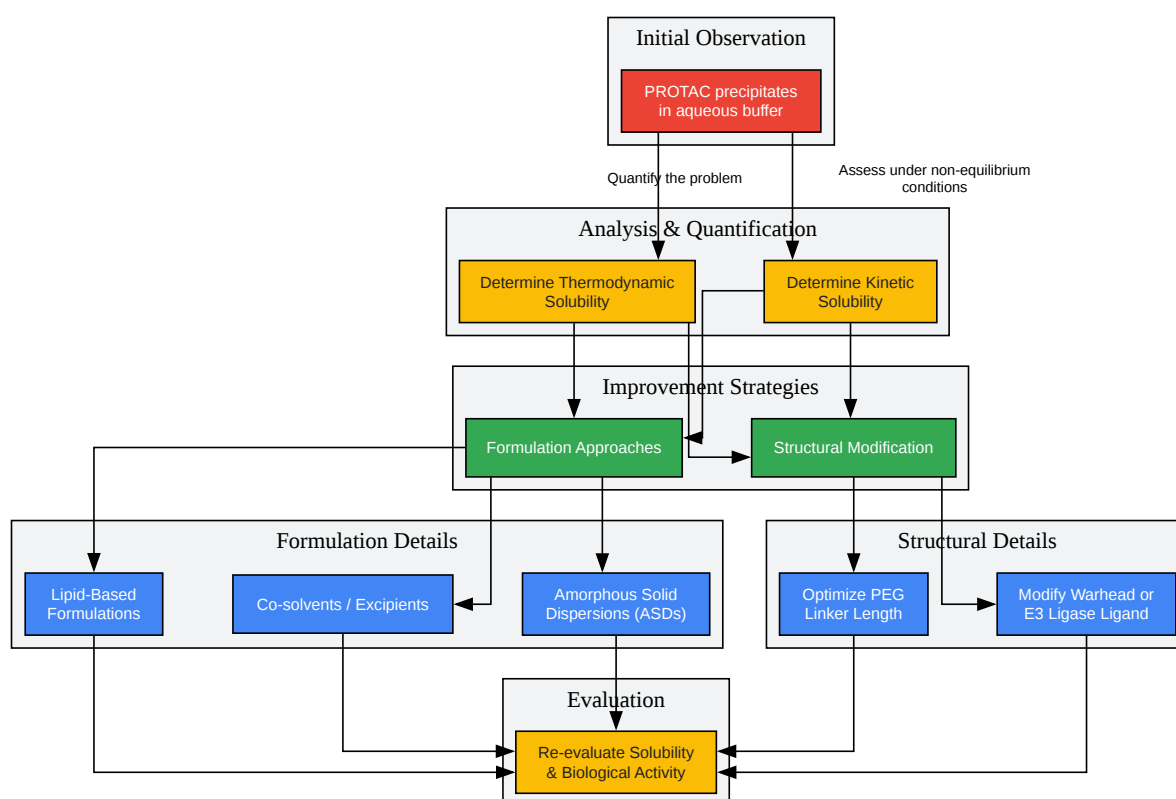 Initial Observation
PROTAC precipitates
in aqueous buffer
Quantify the problem
Assess under non-equilibrium
conditions
Analysis & Quantification
Determine Thermodynamic
Solubility
Determine Kinetic
Solubility
Improvement Strategies
Formulation Approaches
Structural Modification
Formulation Details
Lipid-Based
Formulations
Co-solvents / Excipients
Amorphous Solid
Dispersions (ASDs)
Structural Details
Optimize PEG
Linker Length
Modify Warhead or
E3 Ligase Ligand
Evaluation
Re-evaluate Solubility
& Biological Activity